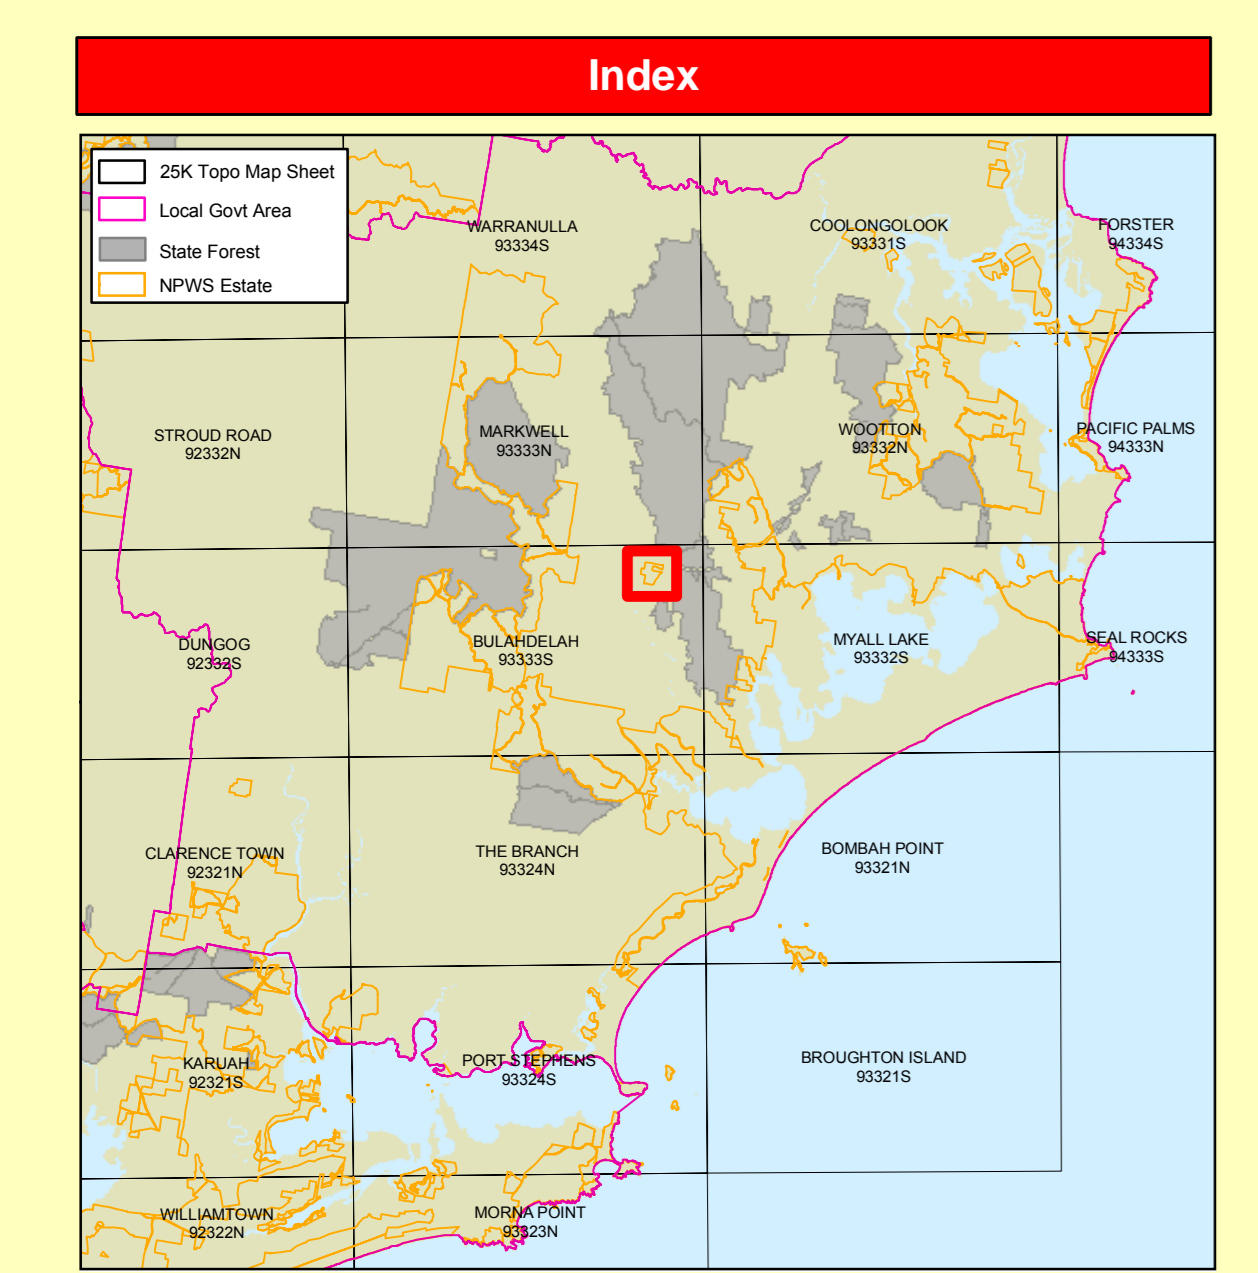 Index
25K Topo Map Sheet
Local Govt Area
State Forest
NPWS Estate
WARRANULLA
93334S
COOLONGOLOOK
93331S
FORSTER
94334S
STROUD ROAD
92332N
MARKWELL
93333N
WOOTTON
93332N
PACIFIC PALMS
94333N
DUNGOG
92332S
BULAHDELAH
93333S
MYALL LAKE
93332S
SEAL ROCKS
94333S
CLARENCE TOWN
92321N
THE BRANCH
93324N
BOMBAH POINT
93321N
KARUAH
92321S
PORT STEPHENS
93324S
BROUGHTON ISLAND
93321S
WILLIAMTOWN
92322N
MORNA POINT
93323N